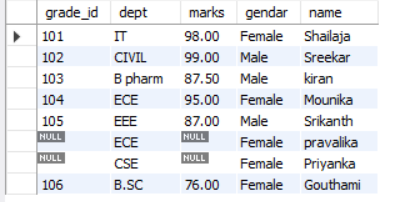 grade_id dept marks gendar name
101 IT 98.00 Female Shailaja
102 CIVIL 99.00 Male Sreekar
103 B pharm 87.50 Male kiran
104 ECE 95.00 Female Mounika
105 EEE 87.00 Male Srikanth
NULL ECE NULL Female pravalika
NULL CSE NULL Female Priyanka
106 B.SC 76.00 Female Gouthami